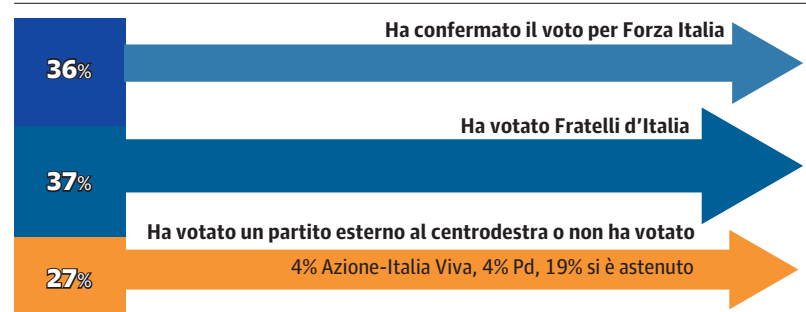 Ha confermato il voto per Forza Italia
36%
Ha votato Fratelli d'Italia
37%
Ha votato un partito esterno al centrodestra o non ha votato
4% Azione-Italia Viva, 4% Pd, 19% si è astenuto
27%